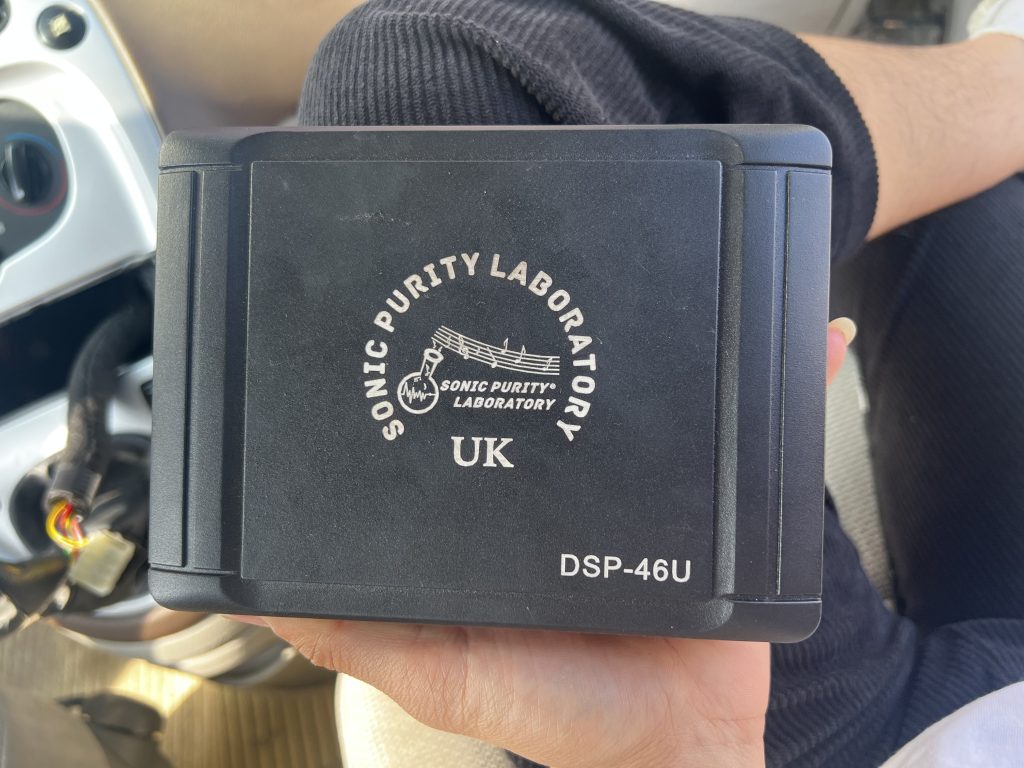 SONIC PURITY LABORATORY
SONIC PURITY®
LABORATORY
UK
DSP-46U